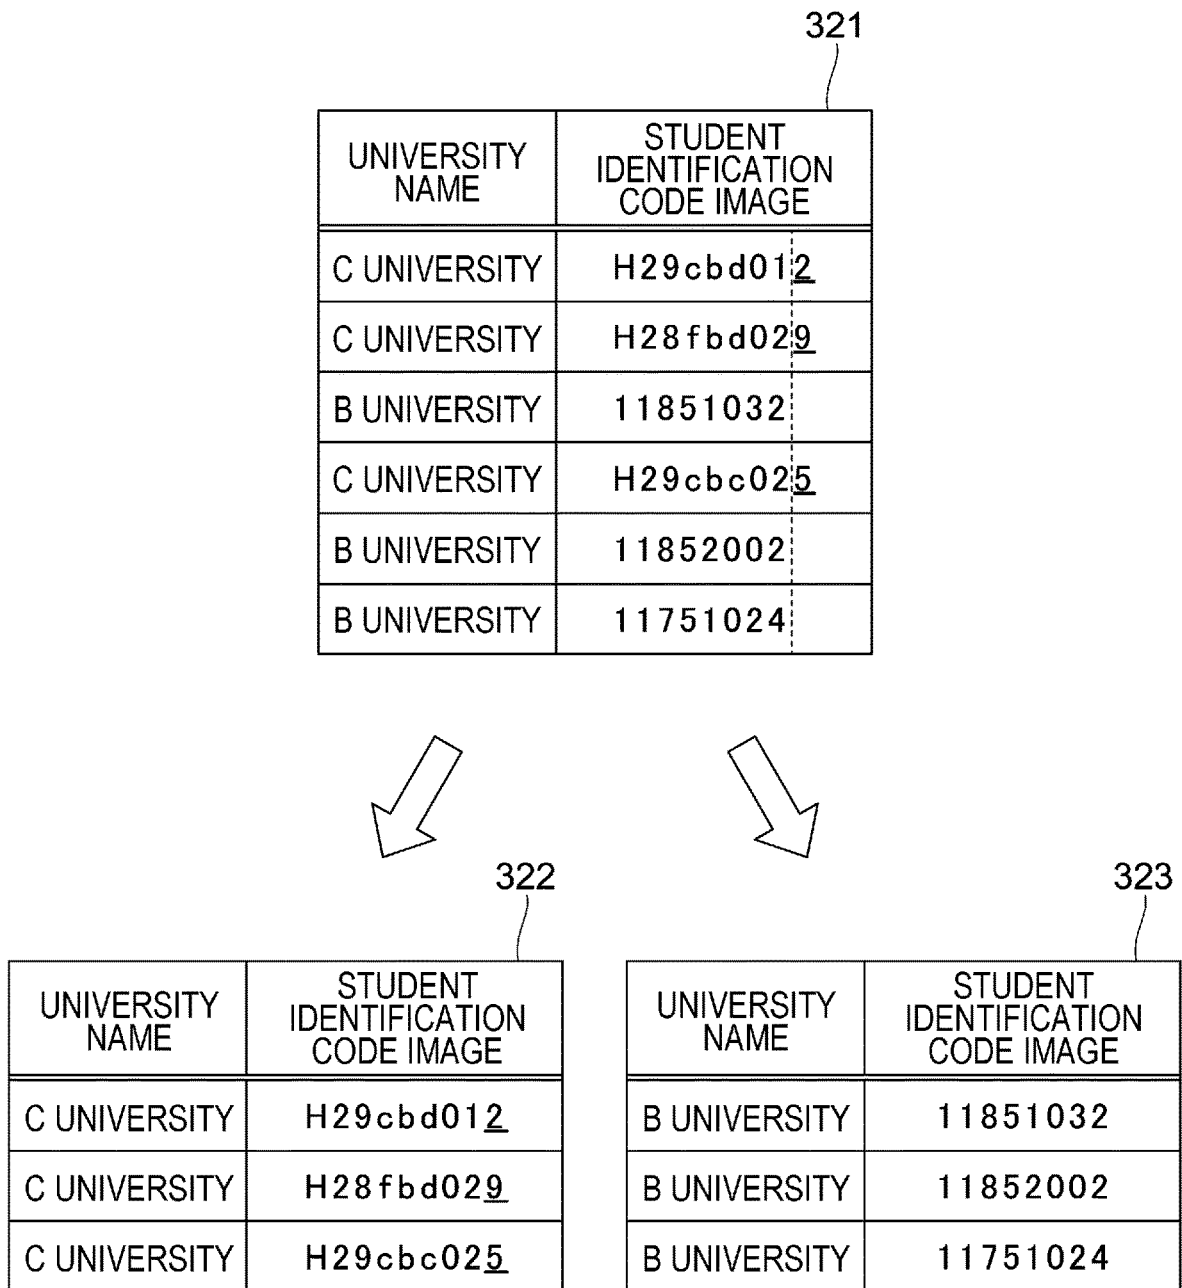 321
UNIVERSITY NAME
STUDENT IDENTIFICATION CODE IMAGE
C UNIVERSITY H29cbd012
C UNIVERSITY H28fbd029
B UNIVERSITY 11851032
C UNIVERSITY H29cbc025
B UNIVERSITY 11852002
B UNIVERSITY 11751024
322
UNIVERSITY NAME
STUDENT IDENTIFICATION CODE IMAGE
C UNIVERSITY H29cbd012
C UNIVERSITY H28fbd029
C UNIVERSITY H29cbc025
323
UNIVERSITY NAME
STUDENT IDENTIFICATION CODE IMAGE
B UNIVERSITY 11851032
B UNIVERSITY 11852002
B UNIVERSITY 11751024